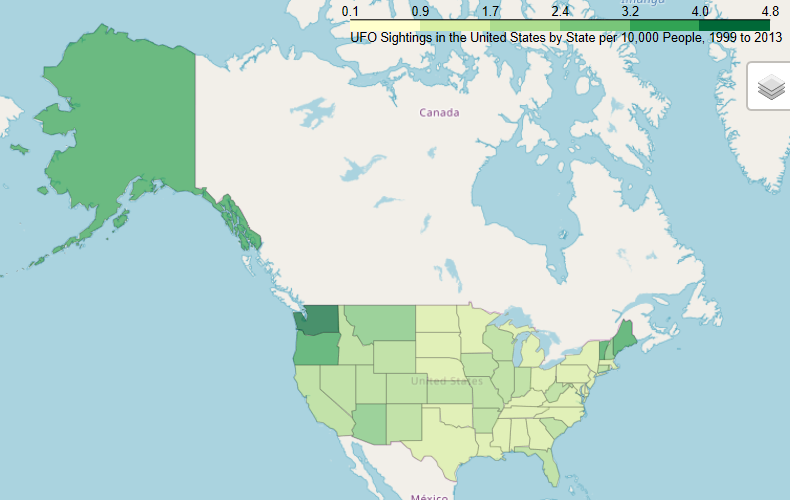 0.1 0.9 1.7 2.4 3.2 4.0 4.8
UFO Sightings in the United States by State per 10,000 People, 1999 to 2013
Canada
United States
México